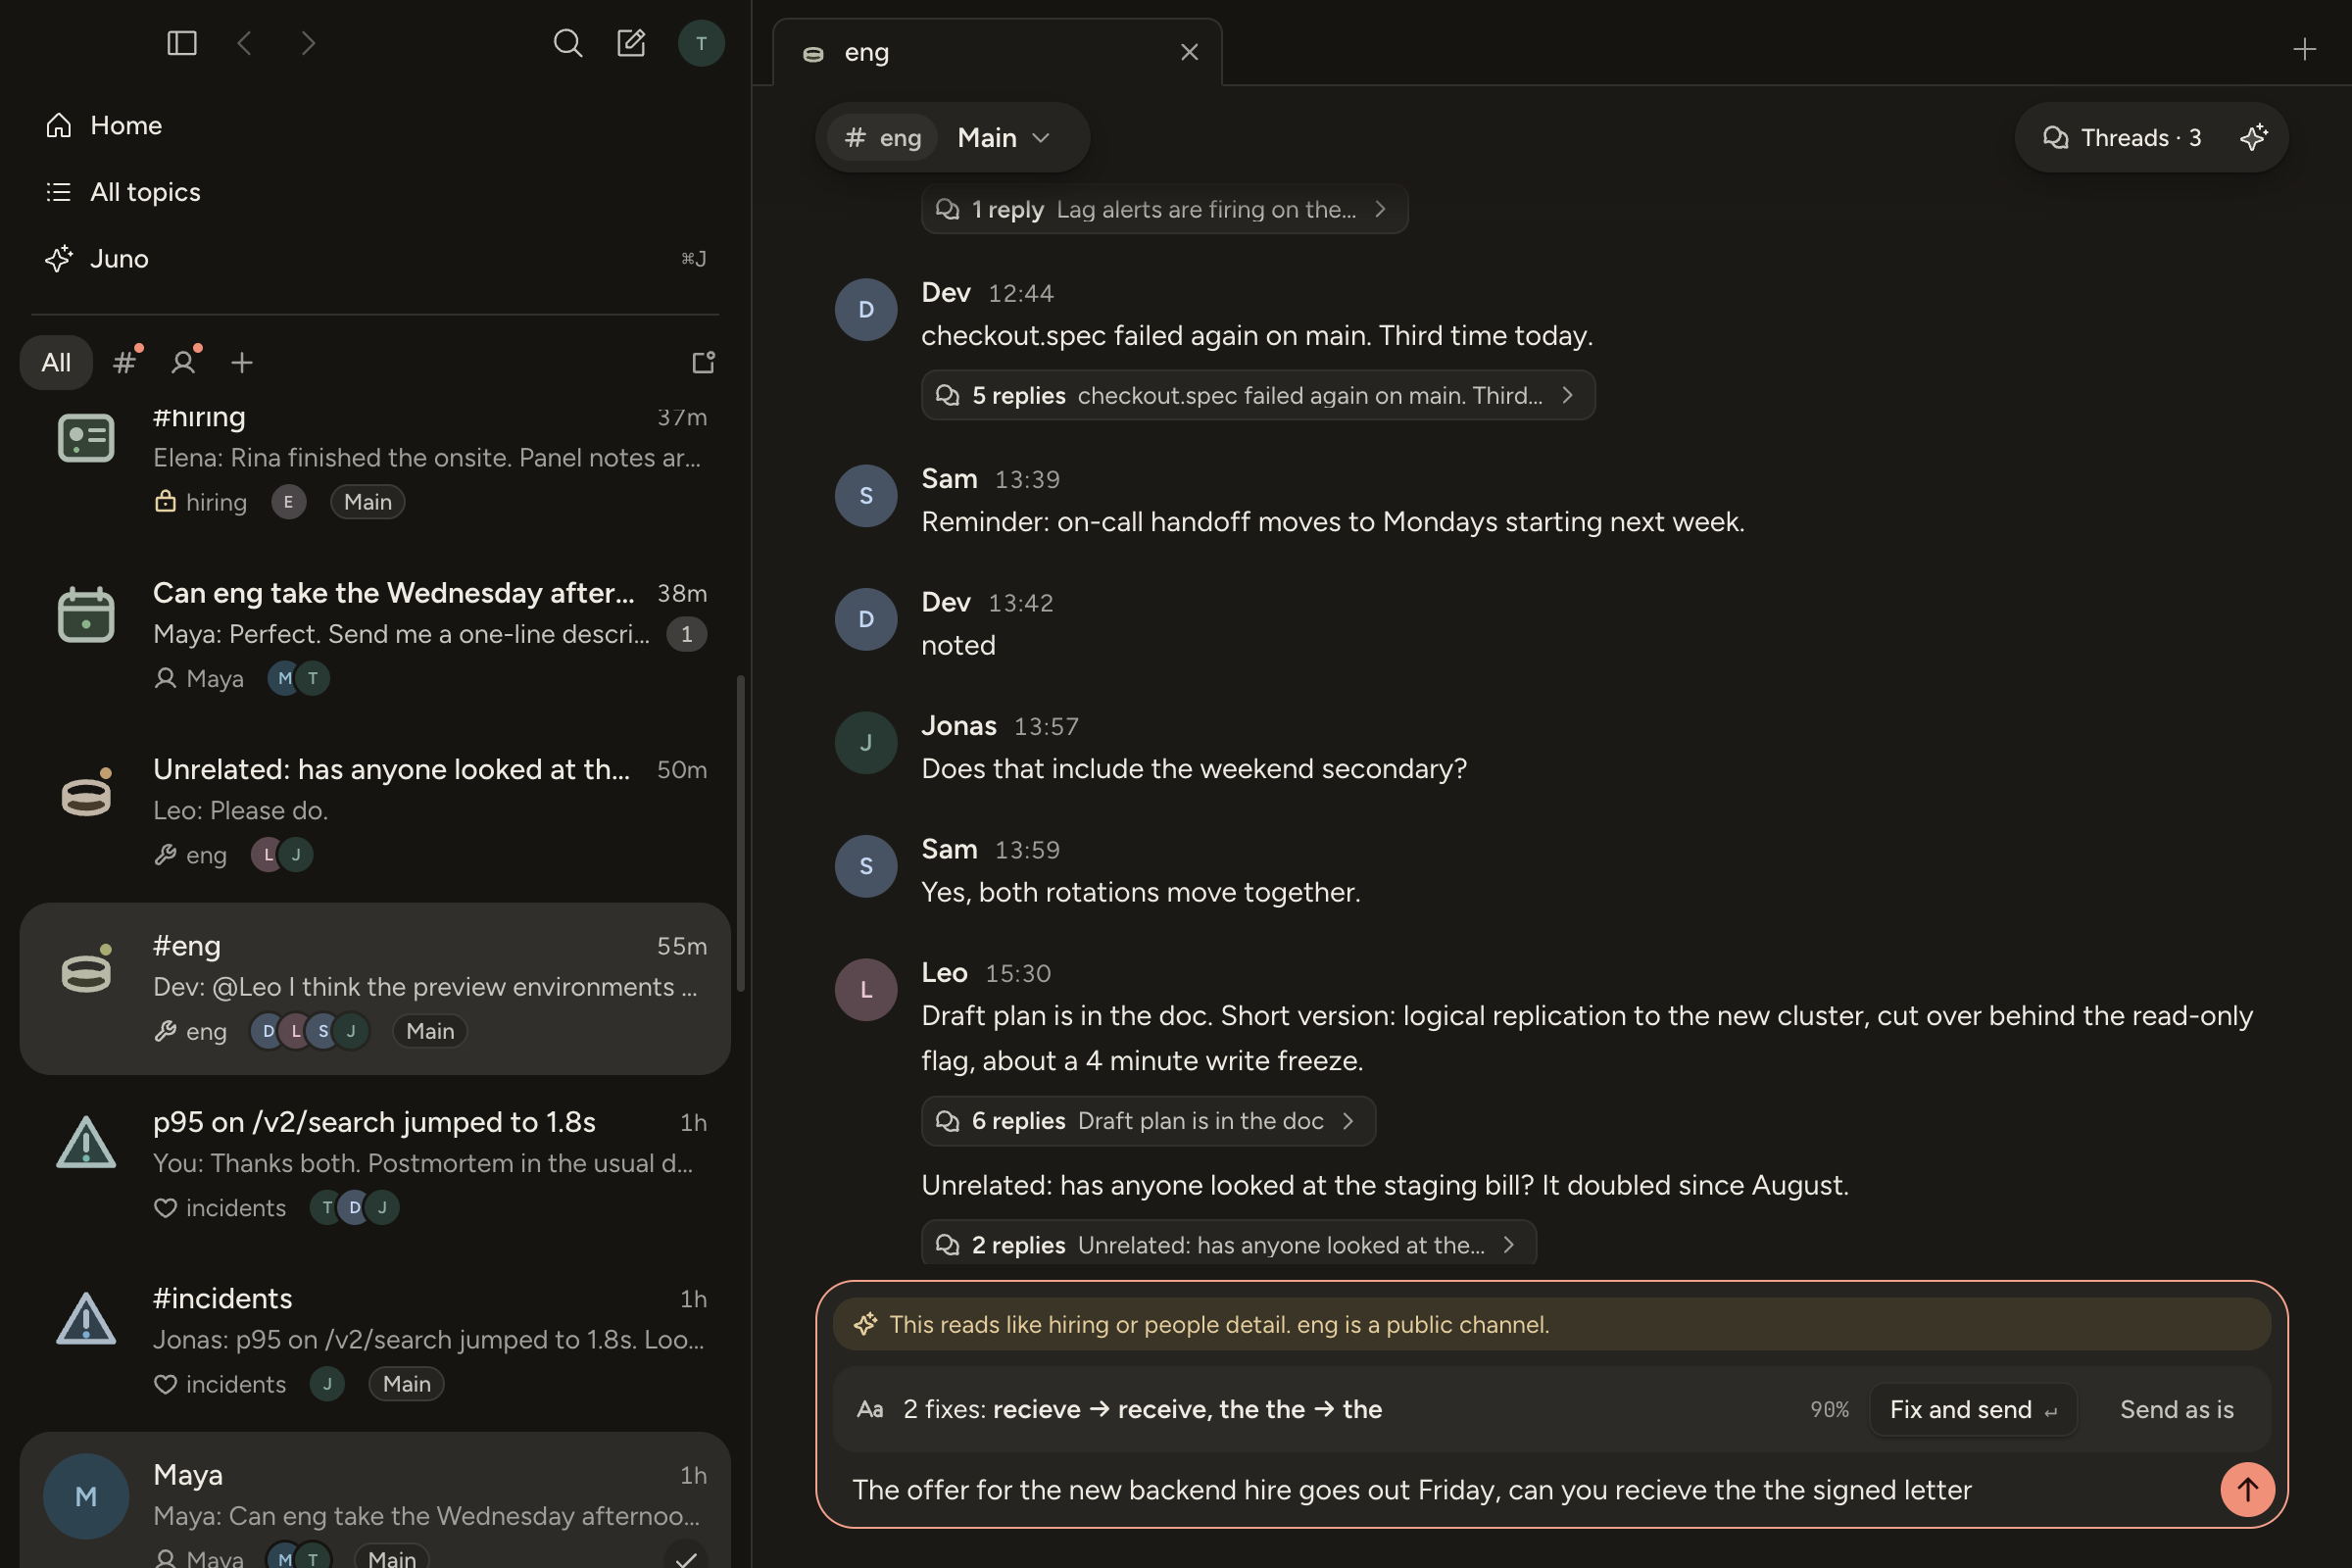 T
Home
All topics
Juno ⌘J
All
#hiring 37m
Elena: Rina finished the onsite. Panel notes ar...
hiring E Main
Can eng take the Wednesday after... 38m
Maya: Perfect. Send me a one-line descri... 1
Maya M T
Unrelated: has anyone looked at th... 50m
Leo: Please do.
eng L J
#eng 55m
Dev: @Leo I think the preview environments ...
eng D L S J Main
p95 on /v2/search jumped to 1.8s 1h
You: Thanks both. Postmortem in the usual d...
incidents T D J
#incidents 1h
Jonas: p95 on /v2/search jumped to 1.8s. Loo...
incidents J Main
M
Maya 1h
Maya: Can eng take the Wednesday afternoo...
Maya M T Main
eng
# eng Main
Threads · 3
1 reply Lag alerts are firing on the...
D
Dev 12:44
checkout.spec failed again on main. Third time today.
5 replies checkout.spec failed again on main. Third...
S
Sam 13:39
Reminder: on-call handoff moves to Mondays starting next week.
D
Dev 13:42
noted
J
Jonas 13:57
Does that include the weekend secondary?
S
Sam 13:59
Yes, both rotations move together.
L
Leo 15:30
Draft plan is in the doc. Short version: logical replication to the new cluster, cut over behind the read-only
flag, about a 4 minute write freeze.
6 replies Draft plan is in the doc
Unrelated: has anyone looked at the staging bill? It doubled since August.
2 replies Unrelated: has anyone looked at the...
This reads like hiring or people detail. eng is a public channel.
Aa 2 fixes: recieve → receive, the the → the 90% Fix and send ↵ Send as is
The offer for the new backend hire goes out Friday, can you recieve the the signed letter